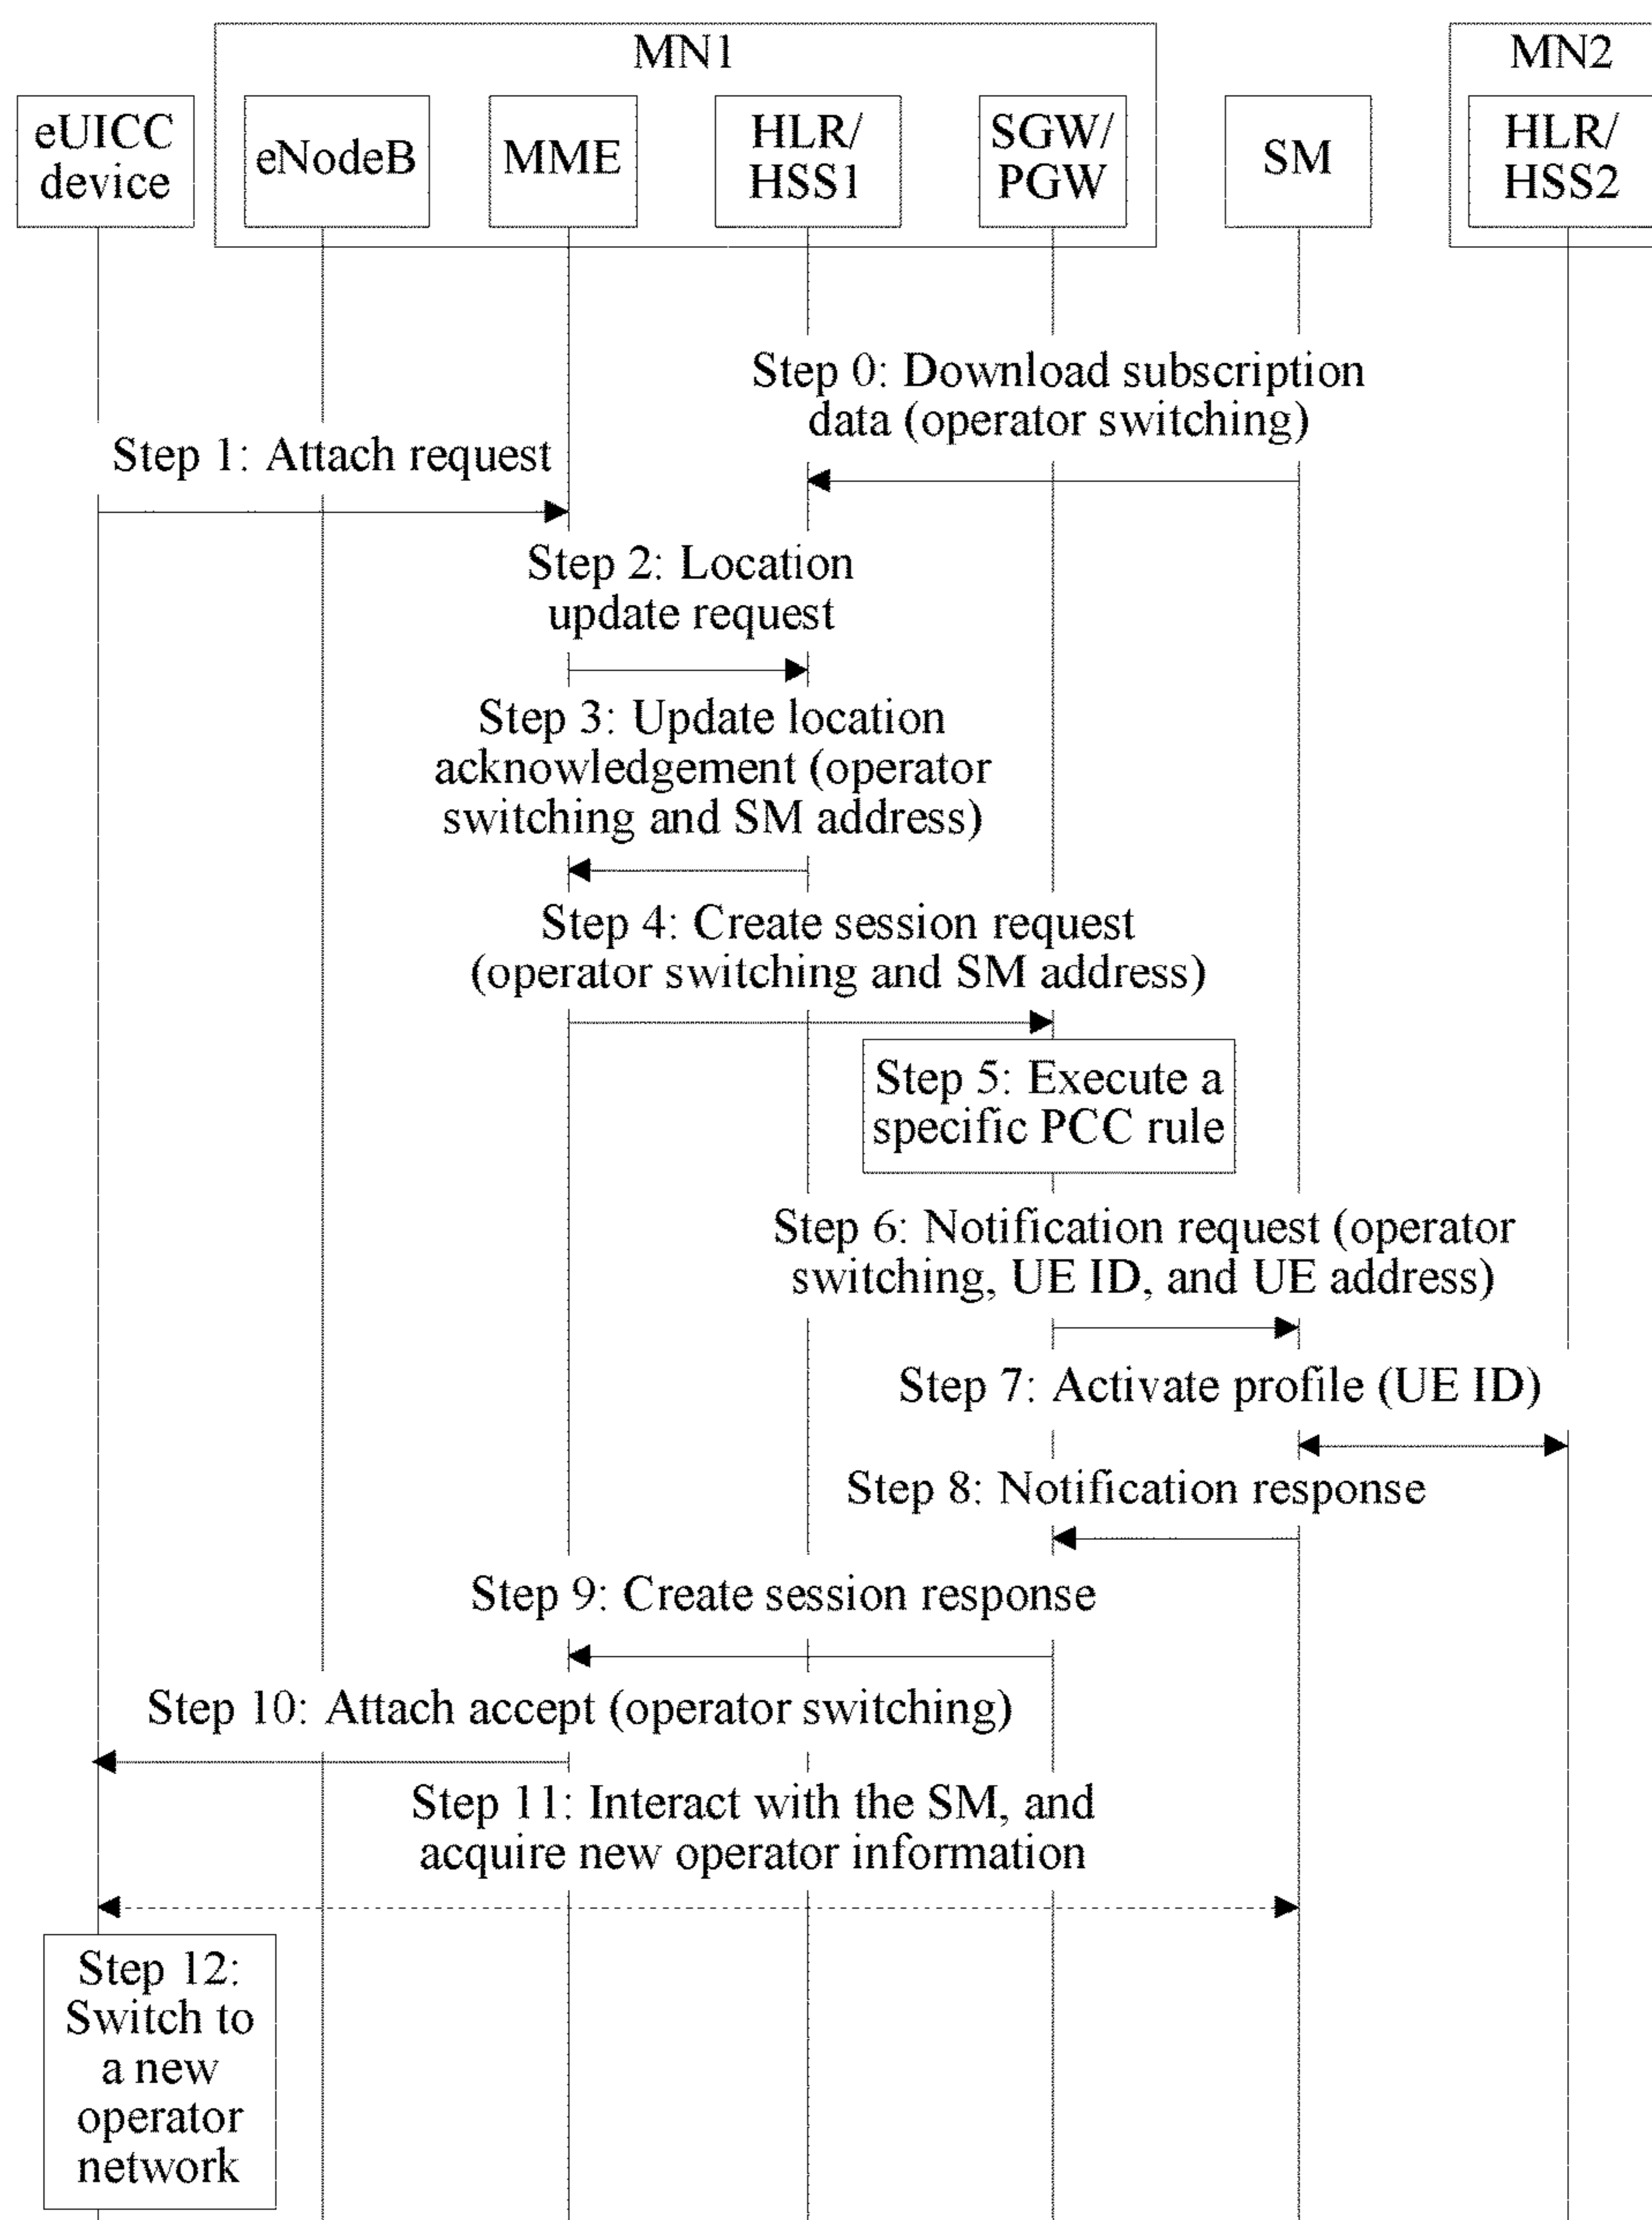 MN1
MN2
eUICC
device
eNodeB
MME
HLR/
HSS1
SGW/
PGW
SM
HLR/
HSS2
Step 0: Download subscription
data (operator switching)
Step 1: Attach request
Step 2: Location
update request
Step 3: Update location
acknowledgement (operator
switching and SM address)
Step 4: Create session request
(operator switching and SM address)
Step 5: Execute a
specific PCC rule
Step 6: Notification request (operator
switching, UE ID, and UE address)
Step 7: Activate profile (UE ID)
Step 8: Notification response
Step 9: Create session response
Step 10: Attach accept (operator switching)
Step 11: Interact with the SM, and
acquire new operator information
Step 12:
Switch to
a new
operator
network